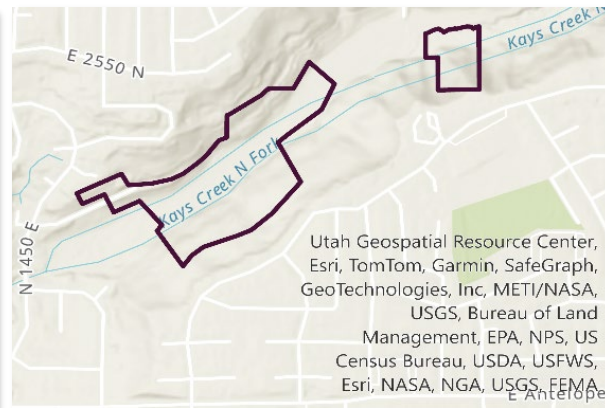 E 2550 N
Kays Creek N
Kays Creek N Fork
N 1450 E
Utah Geospatial Resource Center,
Esri, TomTom, Garmin, SafeGraph,
GeoTechnologies, Inc, METI/NASA,
USGS, Bureau of Land
Management, EPA, NPS, US
Census Bureau, USDA, USFWS,
Esri, NASA, NGA, USGS, FEMA
E Antelope